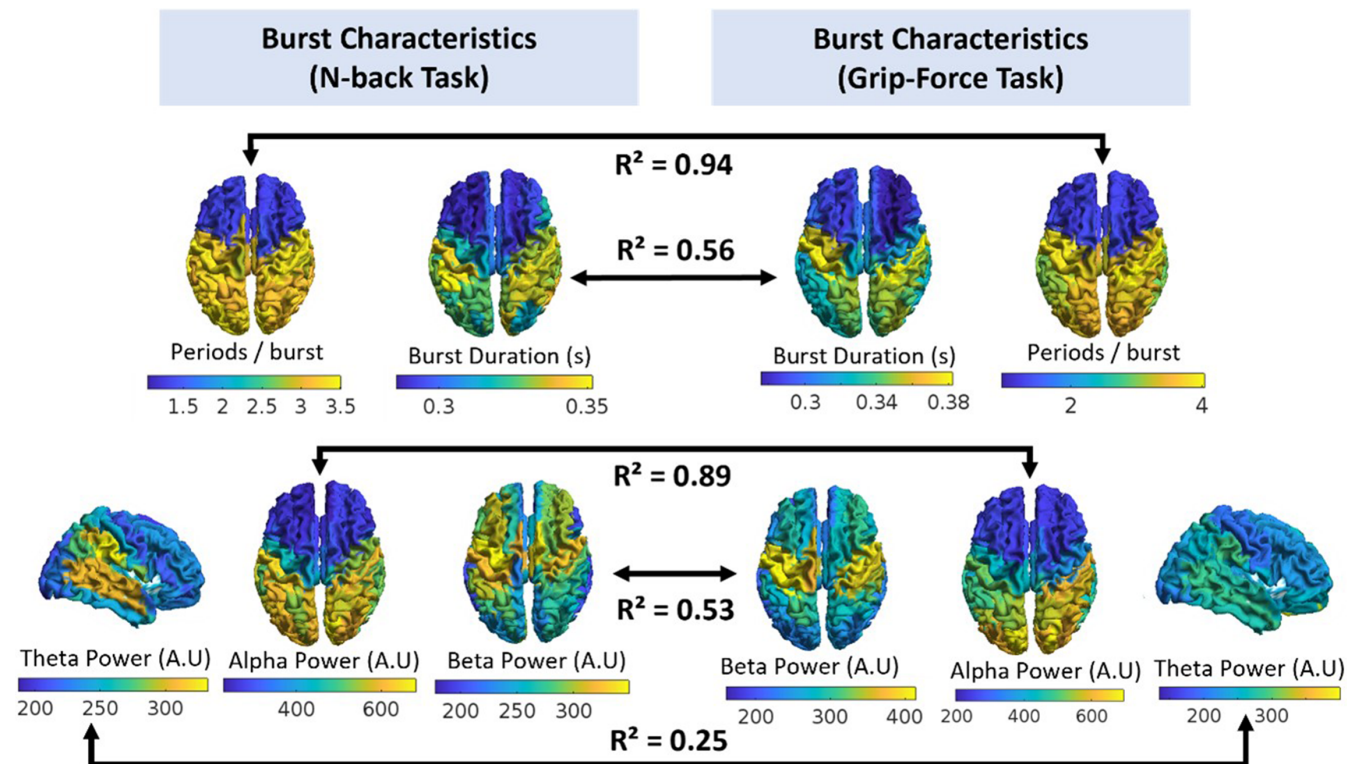 Burst Characteristics
(N-back Task)
Burst Characteristics
(Grip-Force Task)
R² = 0.94
R² = 0.56
Periods / burst
1.5 2 2.5 3 3.5
Burst Duration (s)
0.3 0.35
Burst Duration (s)
0.3 0.34 0.38
Periods / burst
2 4
R² = 0.89
R² = 0.53
Theta Power (A.U)
200 250 300
Alpha Power (A.U)
400 600
Beta Power (A.U)
200 250 300
Beta Power (A.U)
200 300 400
Alpha Power (A.U)
200 400 600
Theta Power (A.U)
200 300
R² = 0.25